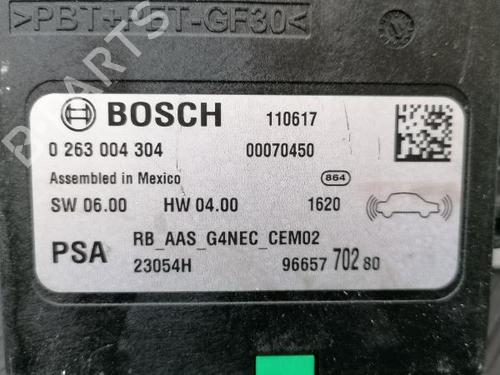 >PBT+PET-GF30<
BOSCH 110617
0 263 004 304 00070450
Assembled in Mexico 864
SW 06.00 HW 04.00 1620
PSA RB_AAS_G4NEC_CEM02
23054H 96657 702 80